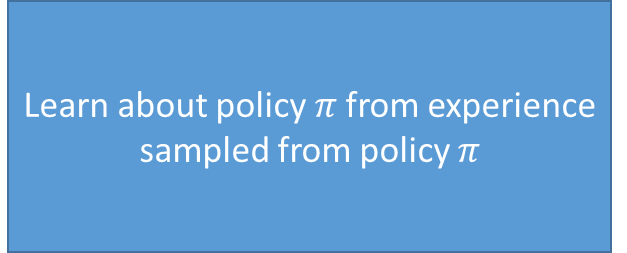 Learn about policy 𝜋 from experience
sampled from policy 𝜋